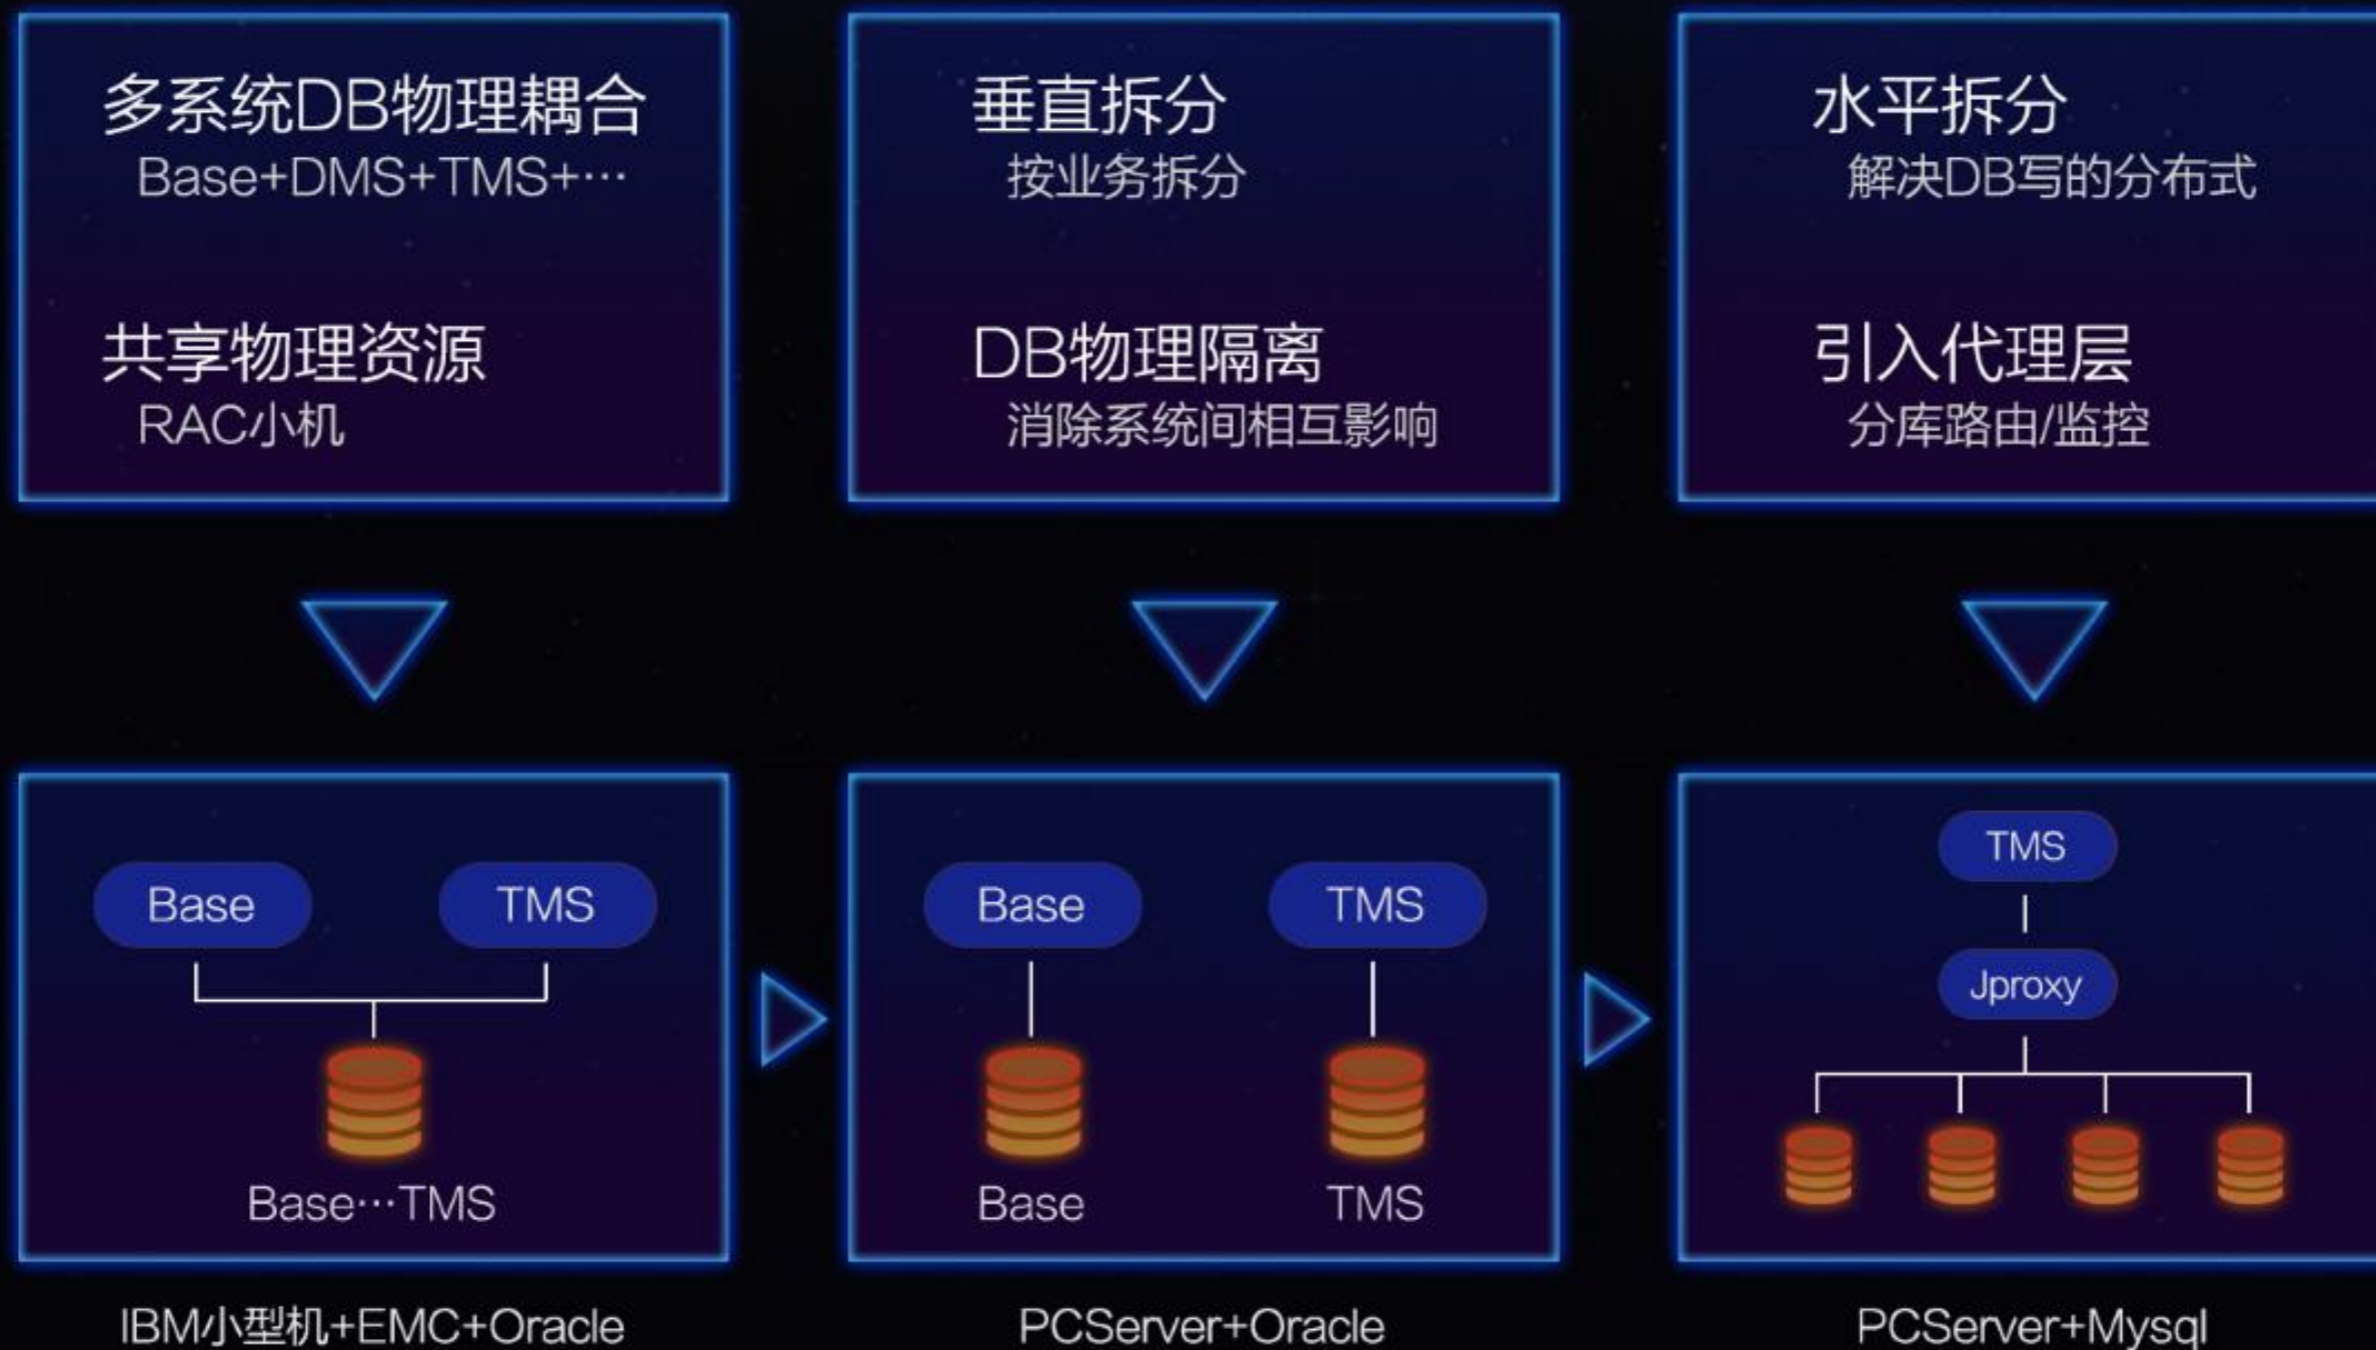 多系统DB物理耦合
Base+DMS+TMS+…
共享物理资源
RAC小机
垂直拆分
按业务拆分
DB物理隔离
消除系统间相互影响
水平拆分
解决DB写的分布式
引入代理层
分库路由/监控
Base
TMS
Base…TMS
IBM小型机+EMC+Oracle
Base
TMS
Base
TMS
PCServer+Oracle
TMS
Jproxy
PCServer+Mysql